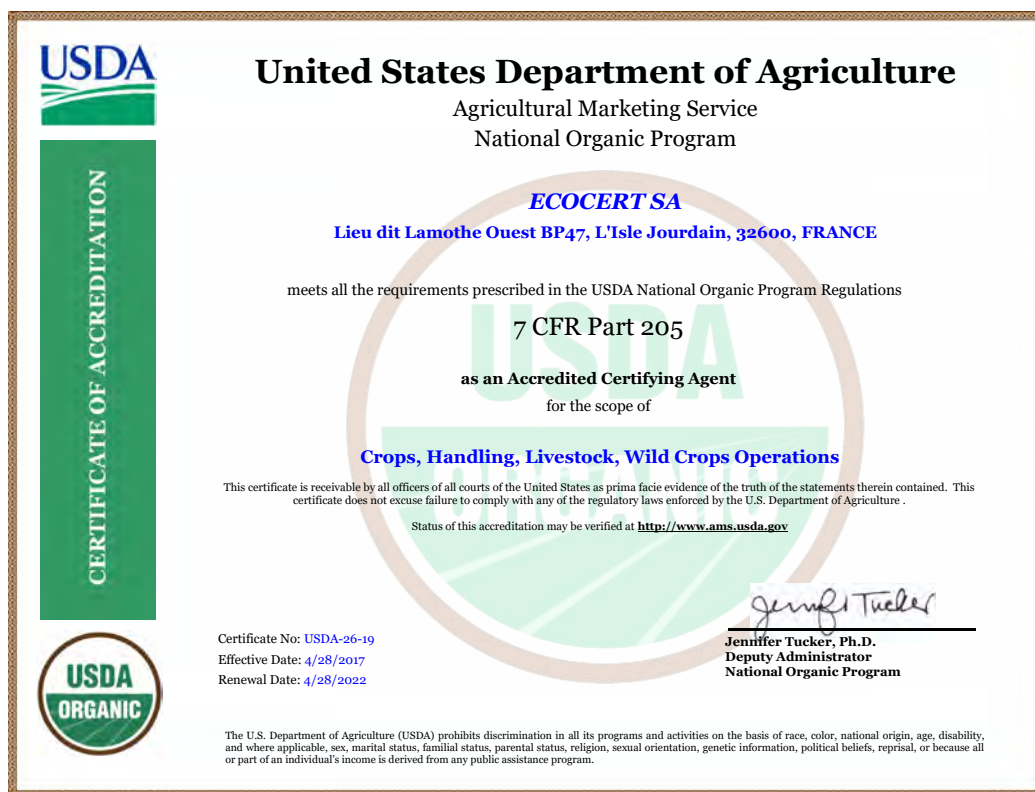 USDA
United States Department of Agriculture
Agricultural Marketing Service
National Organic Program
CERTIFICATE OF ACCREDITATION
ECOCERT SA
Lieu dit Lamothe Ouest BP47, L'Isle Jourdain, 32600, FRANCE
meets all the requirements prescribed in the USDA National Organic Program Regulations
7 CFR Part 205
as an Accredited Certifying Agent
for the scope of
Crops, Handling, Livestock, Wild Crops Operations
This certificate is receivable by all officers of all courts of the United States as prima facie evidence of the truth of the statements therein contained. This
certificate does not excuse failure to comply with any of the regulatory laws enforced by the U.S. Department of Agriculture .
Status of this accreditation may be verified at http://www.ams.usda.gov
USDA
ORGANIC
Certificate No: USDA-26-19
Effective Date: 4/28/2017
Renewal Date: 4/28/2022
Jennifer Tucker
Jennifer Tucker, Ph.D.
Deputy Administrator
National Organic Program
USDA
ORGANIC
The U.S. Department of Agriculture (USDA) prohibits discrimination in all its programs and activities on the basis of race, color, national origin, age, disability,
and where applicable, sex, marital status, familial status, parental status, religion, sexual orientation, genetic information, political beliefs, reprisal, or because all
or part of an individual's income is derived from any public assistance program.